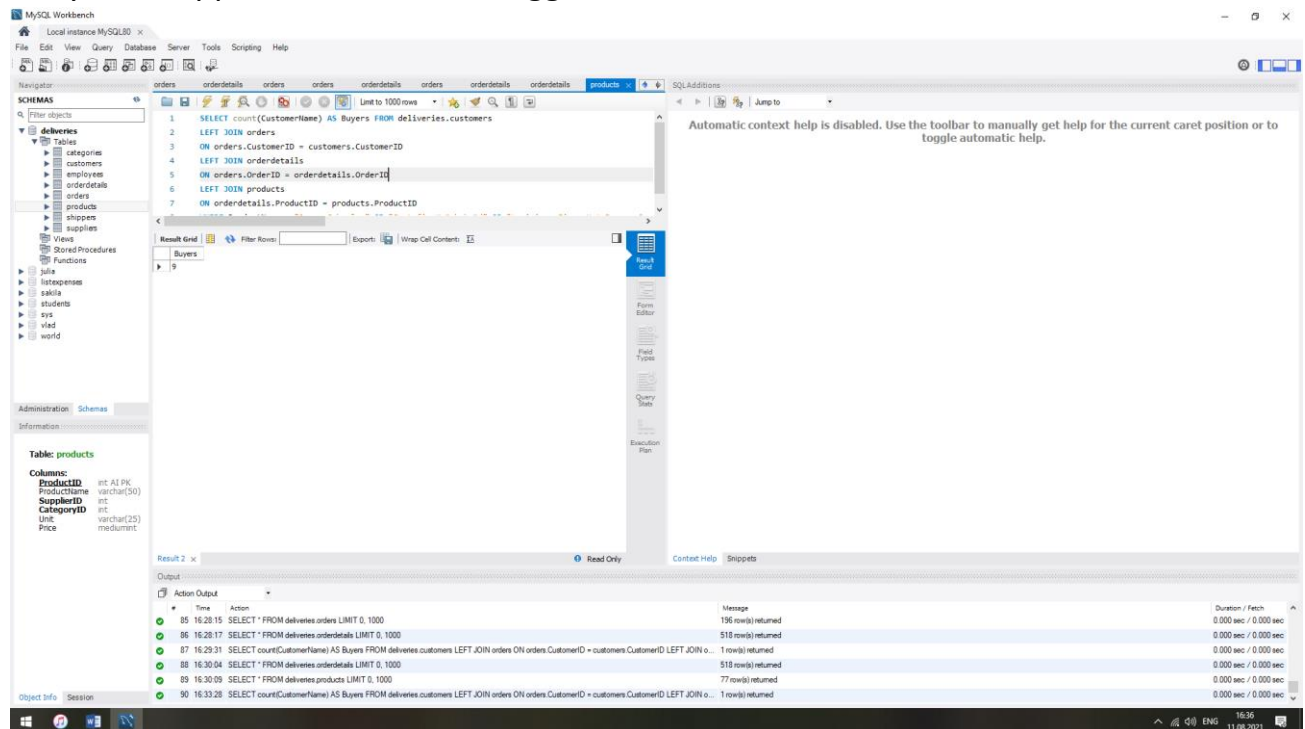 MySQL Workbench
Local instance MySQL80
File Edit View Query Database Server Tools Scripting Help
Navigator
SCHEMAS
Filter objects
deliveries
Tables
categories
customers
employees
orderdetails
orders
products
shippers
suppliers
Views
Stored Procedures
Functions
julia
listexpenses
sakila
students
sys
vlad
world
Administration Schemas
Information
Table: products
Columns:
ProductID int AI PK
ProductName varchar(50)
SupplierID int
CategoryID int
Unit varchar(25)
Price mediumint
Object Info Session
orders orderdetails orders orders orderdetails orders orderdetails orderdetails products
Limit to 1000 rows
1 SELECT count(CustomerName) AS Buyers FROM deliveries.customers
2 LEFT JOIN orders
3 ON orders.CustomerID = customers.CustomerID
4 LEFT JOIN orderdetails
5 ON orders.OrderID = orderdetails.OrderID
6 LEFT JOIN products
7 ON orderdetails.ProductID = products.ProductID
Result Grid Filter Rows: Export: Wrap Cell Content:
Buyers
9
Result Grid
Form Editor
Field Types
Query Stats
Execution Plan
Result 2 Read Only
SQLAdditions
Jump to
Automatic context help is disabled. Use the toolbar to manually get help for the current caret position or to
toggle automatic help.
Context Help Snippets
Output
Action Output
# Time Action Message Duration / Fetch
85 16:28:15 SELECT * FROM deliveries.orders LIMIT 0, 1000 196 row(s) returned 0.000 sec / 0.000 sec
86 16:28:17 SELECT * FROM deliveries.orderdetails LIMIT 0, 1000 518 row(s) returned 0.000 sec / 0.000 sec
87 16:29:31 SELECT count(CustomerName) AS Buyers FROM deliveries.customers LEFT JOIN orders ON orders.CustomerID = customers.CustomerID LEFT JOIN o... 1 row(s) returned 0.000 sec / 0.000 sec
88 16:30:04 SELECT * FROM deliveries.orderdetails LIMIT 0, 1000 518 row(s) returned 0.000 sec / 0.000 sec
89 16:30:09 SELECT * FROM deliveries.products LIMIT 0, 1000 77 row(s) returned 0.000 sec / 0.000 sec
90 16:33:28 SELECT count(CustomerName) AS Buyers FROM deliveries.customers LEFT JOIN orders ON orders.CustomerID = customers.CustomerID LEFT JOIN o... 1 row(s) returned 0.000 sec / 0.000 sec
ENG
16:36
11.08.2021